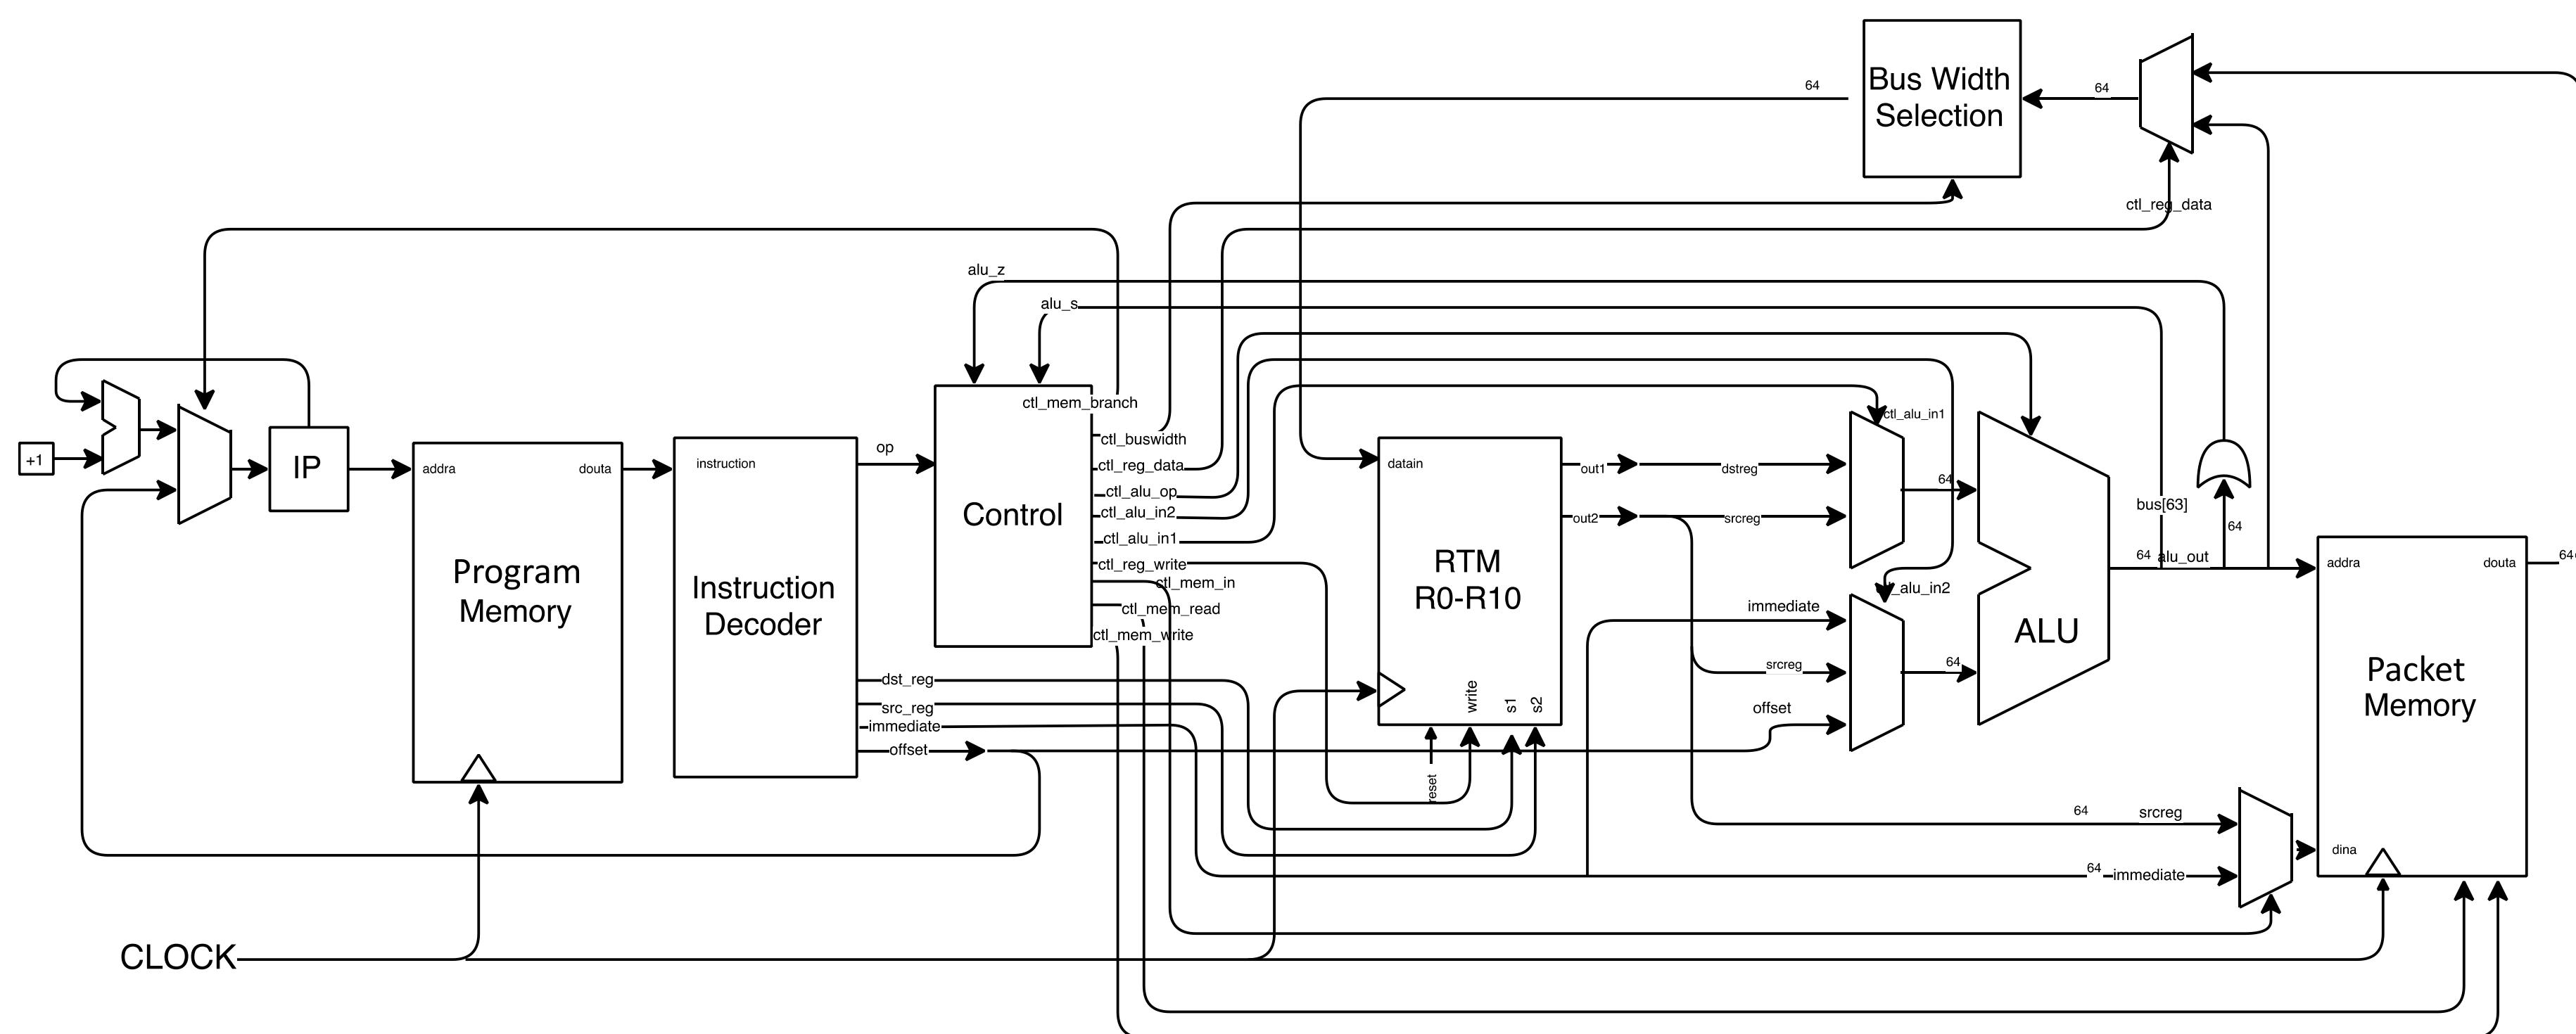 Bus Width
Selection
64
64
ctl_reg_data
alu_z
alu_s
ctl_mem_branch
ctl_buswidth
ctl_reg_data
ctl_alu_op
ctl_alu_in2
ctl_alu_in1
ctl_reg_write
ctl_mem_in
ctl_mem_read
ctl_mem_write
+1
IP
addra
douta
Program
Memory
instruction
Instruction
Decoder
op
Control
dst_reg
src_reg
immediate
offset
datain
RTM
R0-R10
write
s1
s2
reset
out1
out2
dstreg
srcreg
ctl_alu_in1
64
immediate
srcreg
offset
_alu_in2
64
ALU
bus[63]
64
64
alu_out
addra
douta
64
Packet
Memory
dina
64
srcreg
64
immediate
CLOCK